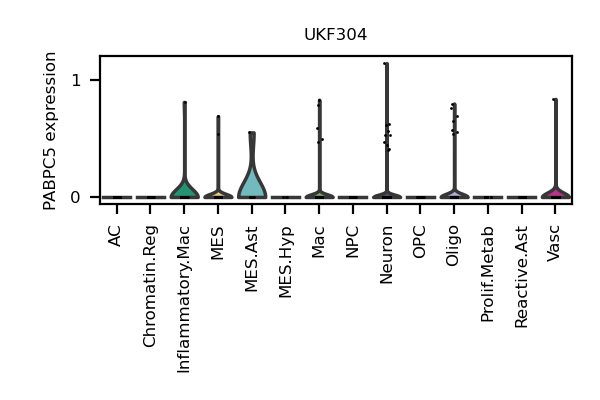 UKF304
PABPC5 expression
1
0
AC
Chromatin.Reg
Inflammatory.Mac
MES
MES.Ast
MES.Hyp
Mac
NPC
Neuron
OPC
Oligo
Prolif.Metab
Reactive.Ast
Vasc